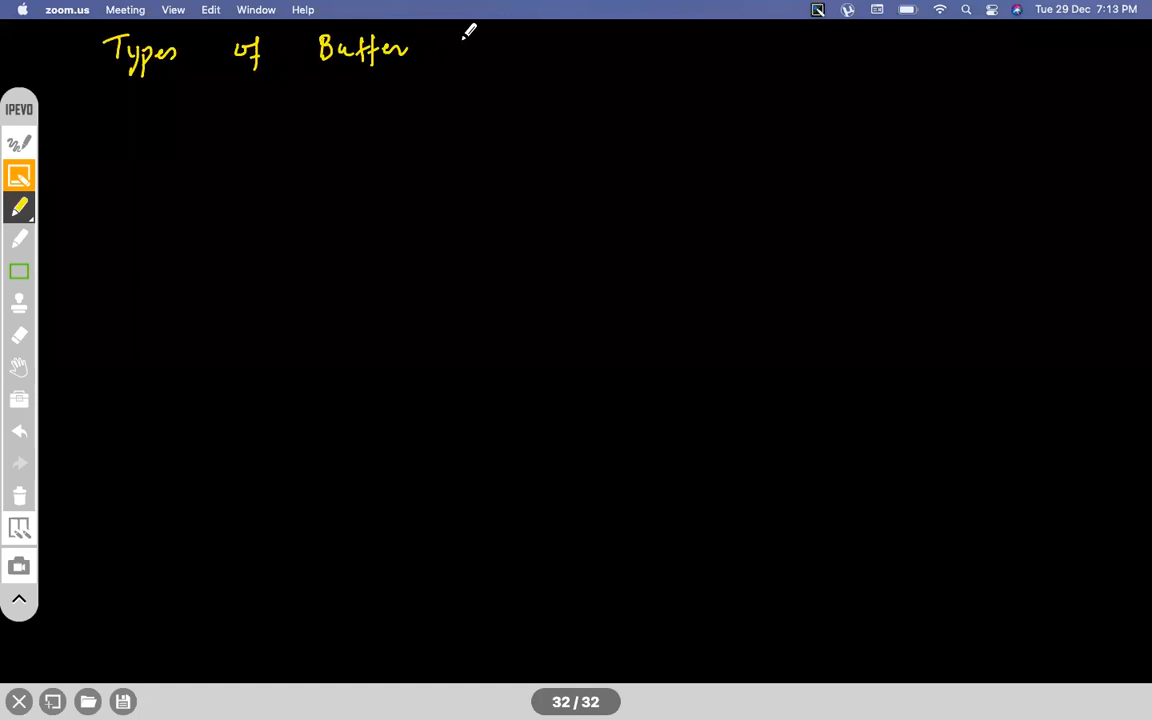 zoom.us Meeting View Edit Window Help Tue 29 Dec 7:13 PM
Types of Buffer
IPEVO
32 / 32